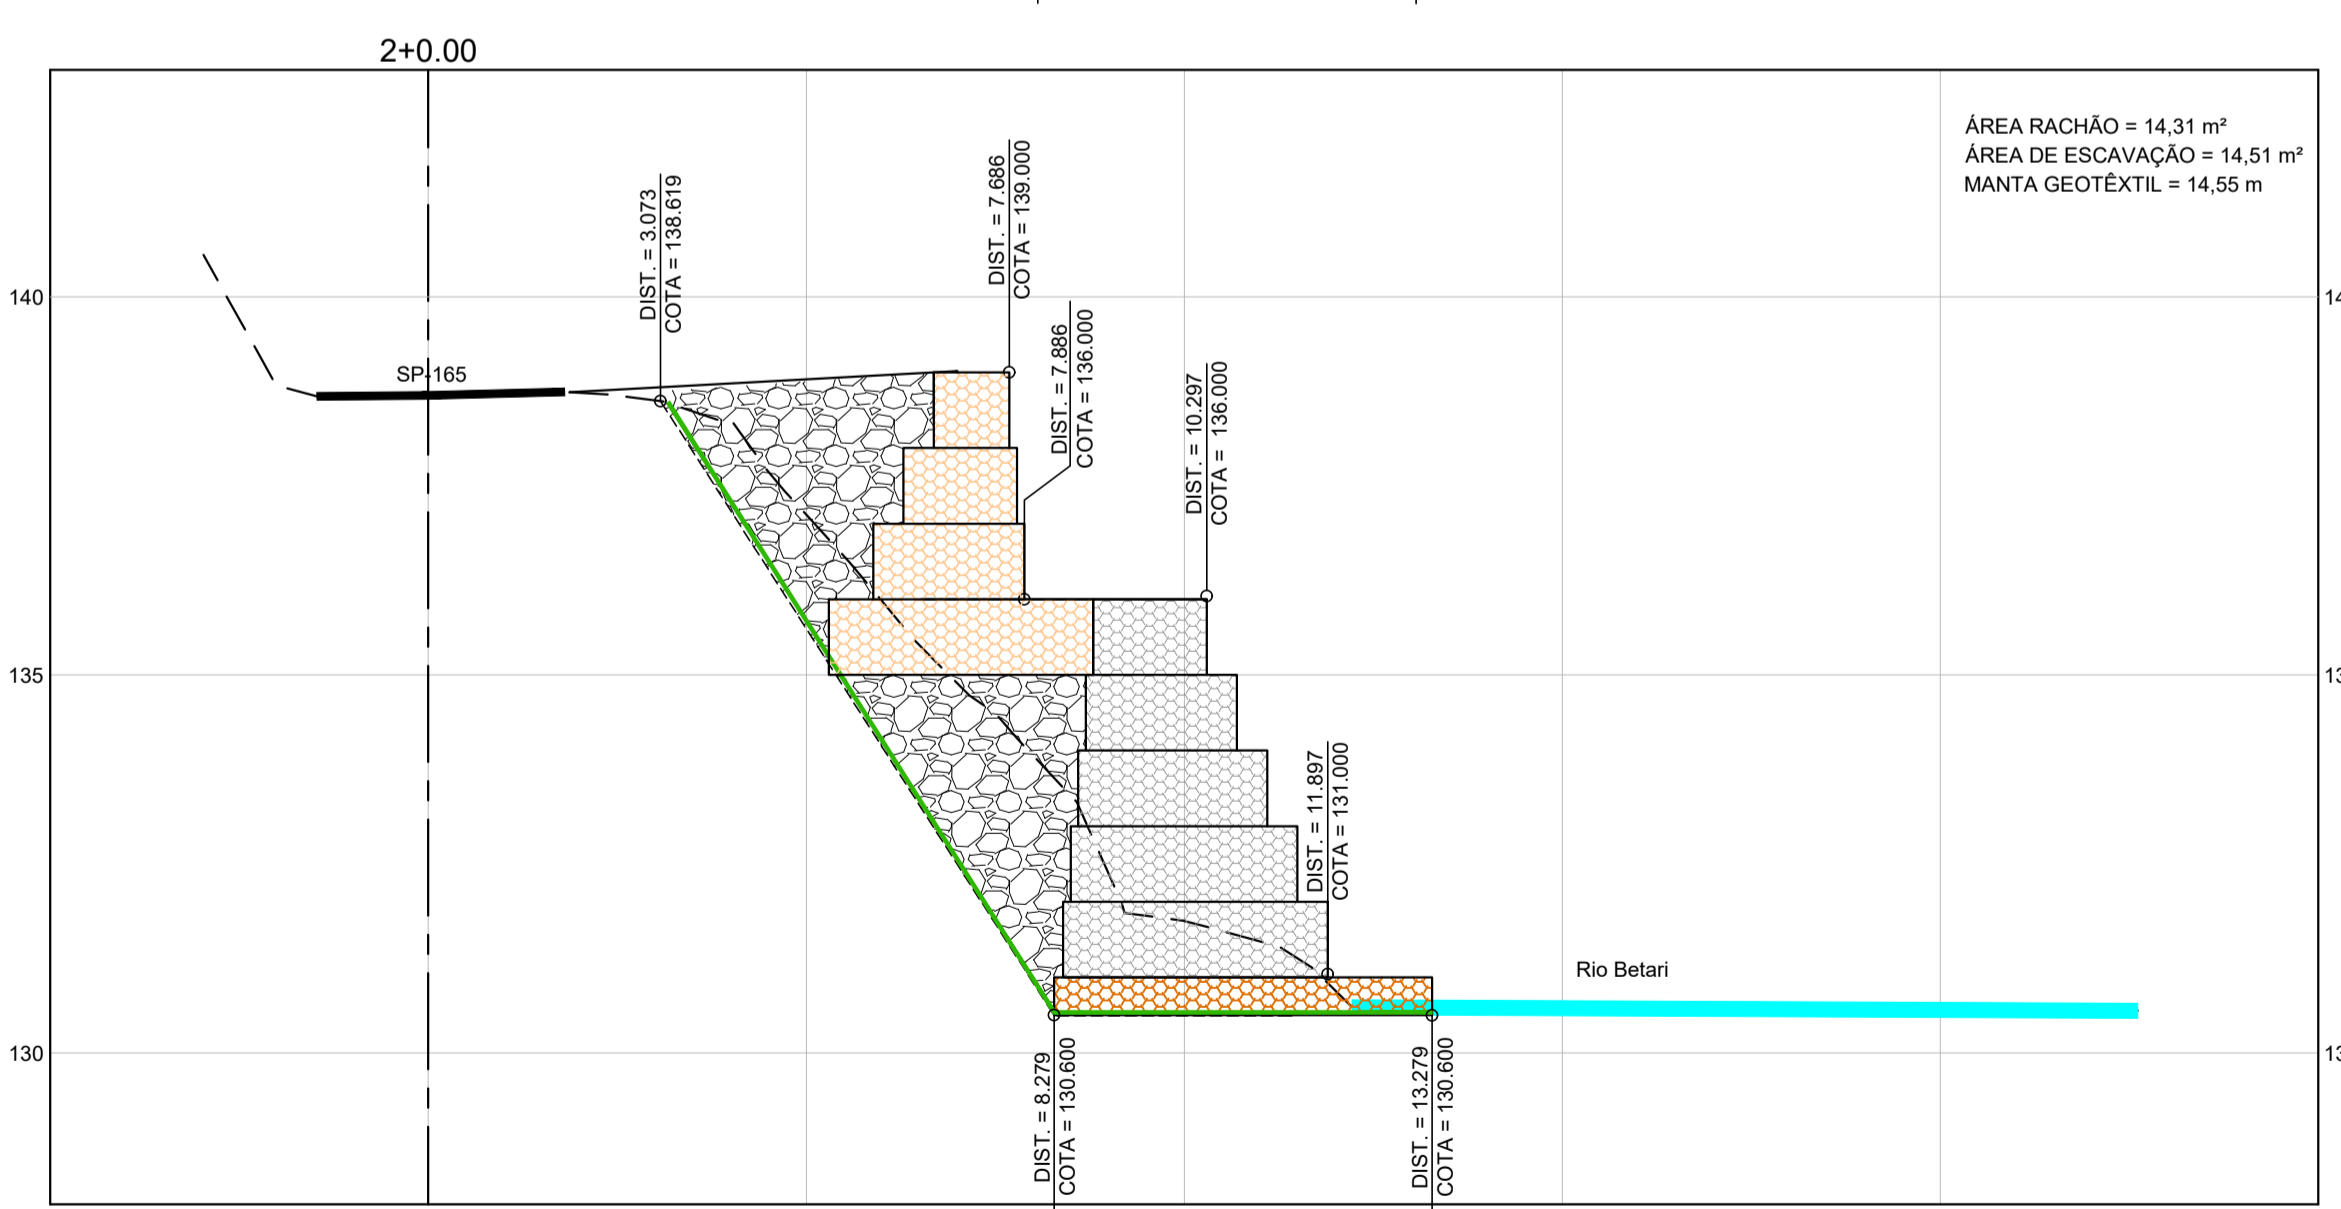 2+0.00
ÁREA RACHÃO = 14,31 m²
ÁREA DE ESCAVAÇÃO = 14,51 m²
MANTA GEOTÊXTIL = 14,55 m
DIST. = 3.073
COTA = 138.619
DIST. = 7.686
COTA = 139.000
DIST. = 7.886
COTA = 136.000
DIST. = 10.297
COTA = 136.000
140
14
SP-165
135
13
DIST. = 11.897
COTA = 131.000
Rio Betari
130
13
DIST. = 8.279
COTA = 130.600
DIST. = 13.279
COTA = 130.600